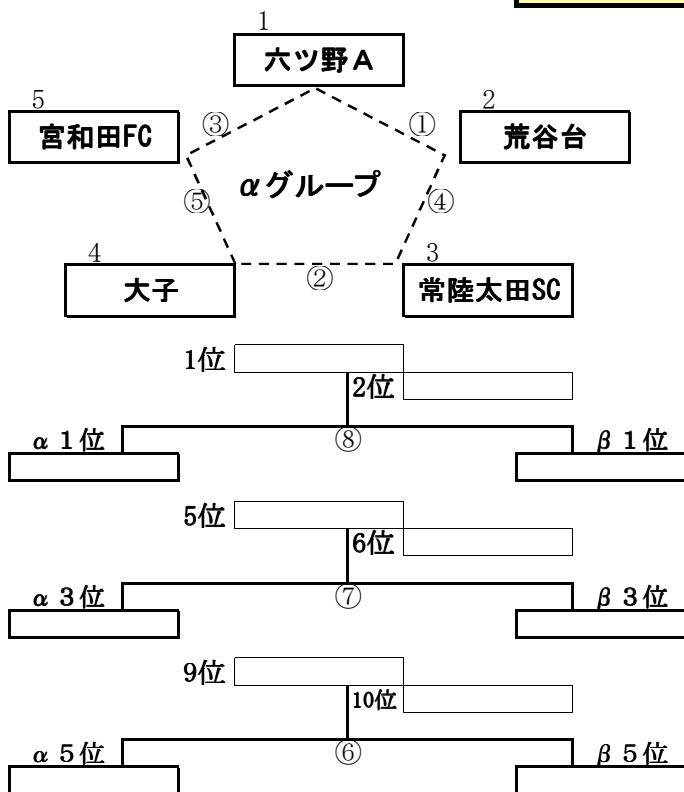 1
六ツ野A
5
宮和田FC
③
①
2
荒谷台
αグループ
⑤
④
4
大子
②
3
常陸太田SC
1位
2位
α1位
⑧
β1位
5位
6位
α3位
⑦
β3位
9位
10位
α5位
⑥
β5位